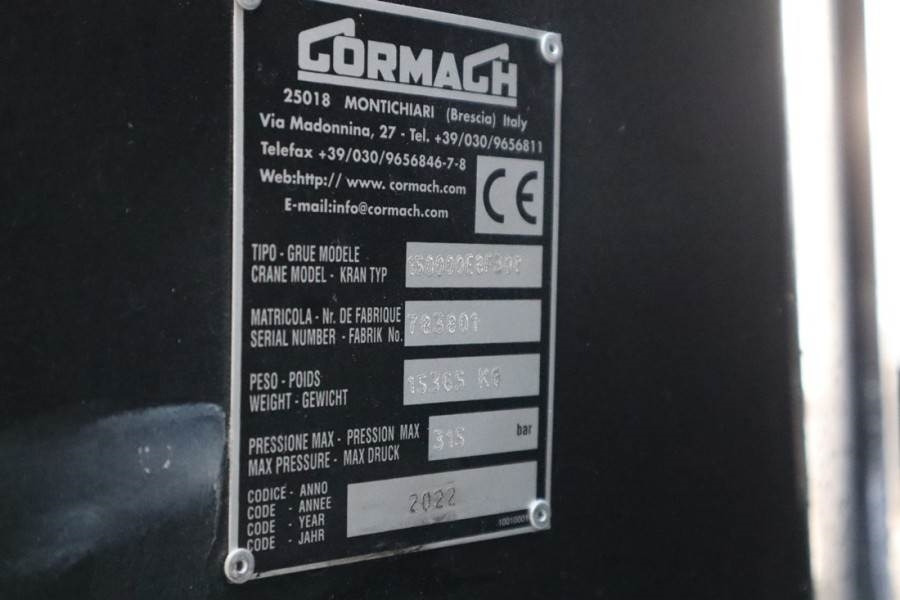 CORMACH
25018 MONTICHIARI (Brescia) Italy
Via Madonnina, 27 - Tel. +39/030/9656811
Telefax +39/030/9656846-7-8
Web:http:// www. cormach.com
E-mail:info@cormach.com
CE
TIPO - GRUE MODELE
CRANE MODEL - KRAN TYP
MATRICOLA - Nr. DE FABRIQUE
SERIAL NUMBER - FABRIK No.
PESO - POIDS
WEIGHT - GEWICHT
PRESSIONE MAX - PRESSION MAX
MAX PRESSURE - MAX DRUCK
315 bar
CODICE - ANNO
CODE - ANNEE
CODE - YEAR
CODE - JAHR
2022